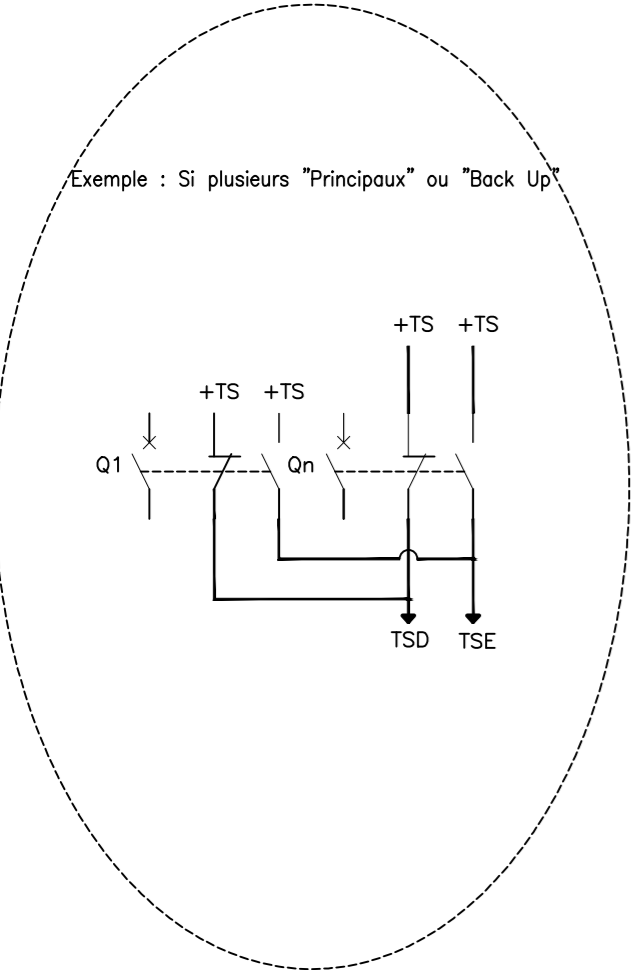 Exemple : Si plusieurs "Principaux" ou "Back Up"
+TS +TS
+TS +TS
Q1 Qn
TSD TSE